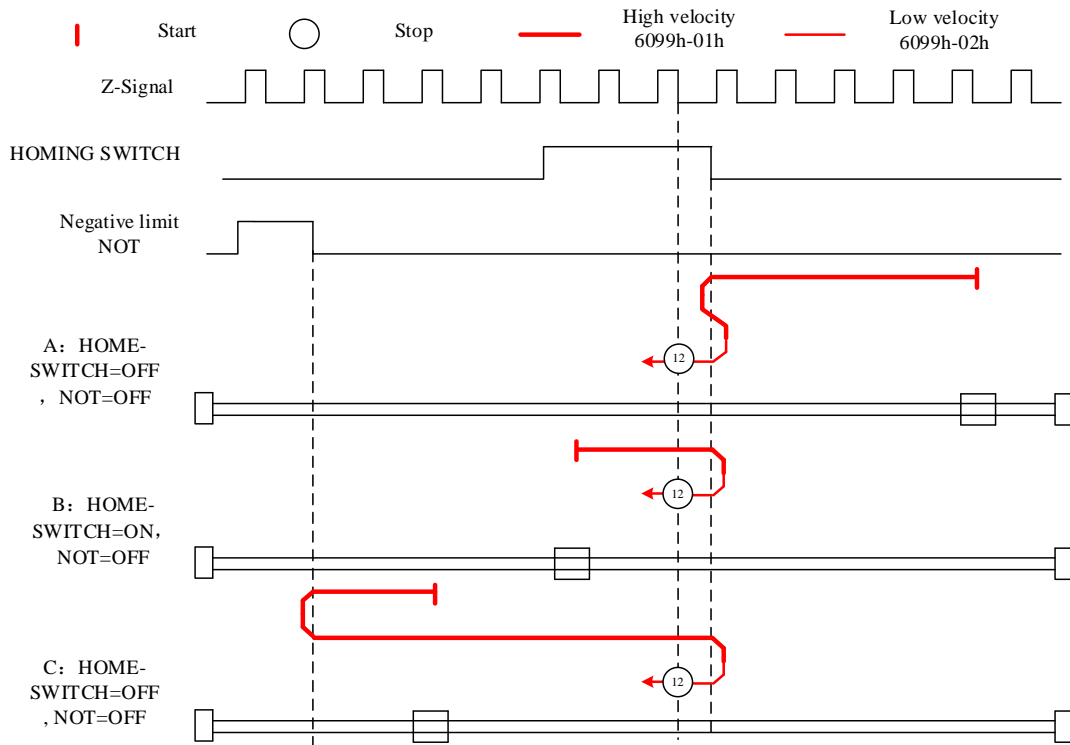 Start
Stop
High velocity
6099h-01h
Low velocity
6099h-02h
Z-Signal
HOMING SWITCH
Negative limit
NOT
A：HOME-
SWITCH=OFF
，NOT=OFF
12
B：HOME-
SWITCH=ON，
NOT=OFF
12
C：HOME-
SWITCH=OFF
, NOT=OFF
12